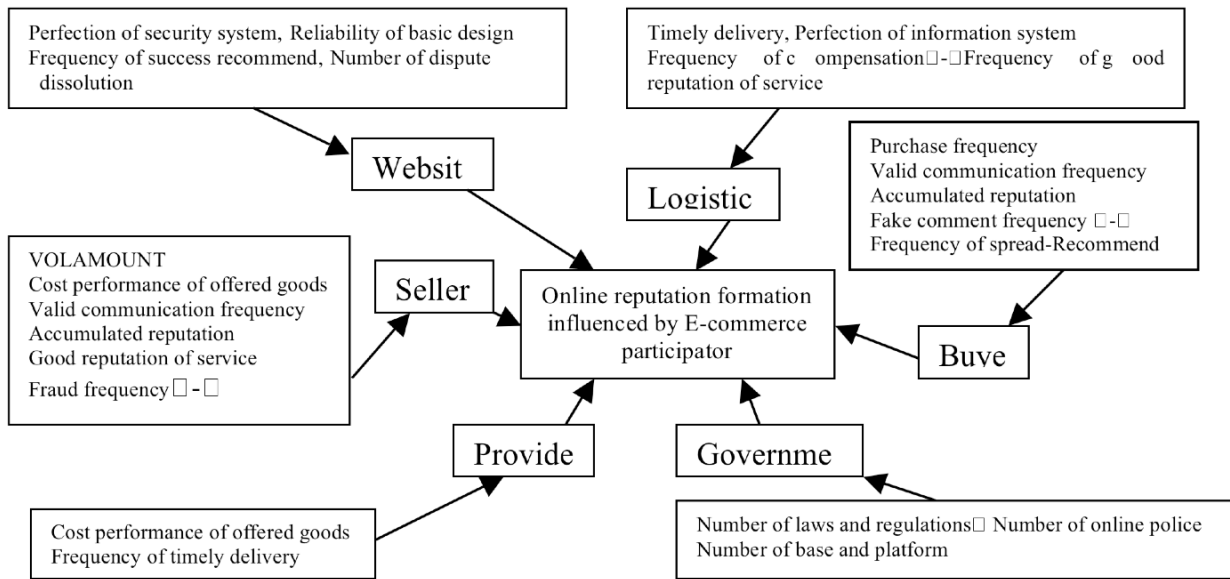 Perfection of security system, Reliability of basic design
Frequency of success recommend, Number of dispute
dissolution
Timely delivery, Perfection of information system
Frequency of c ompensation□-□Frequency of g ood
reputation of service
Websit
Logistic
Purchase frequency
Valid communication frequency
Accumulated reputation
Fake comment frequency □-□
Frequency of spread-Recommend
VOLAMOUNT
Cost performance of offered goods
Valid communication frequency
Accumulated reputation
Good reputation of service
Fraud frequency□-□
Seller
Online reputation formation
influenced by E-commerce
participator
Buye
Provide
Governme
Cost performance of offered goods
Frequency of timely delivery
Number of laws and regulations□ Number of online police
Number of base and platform